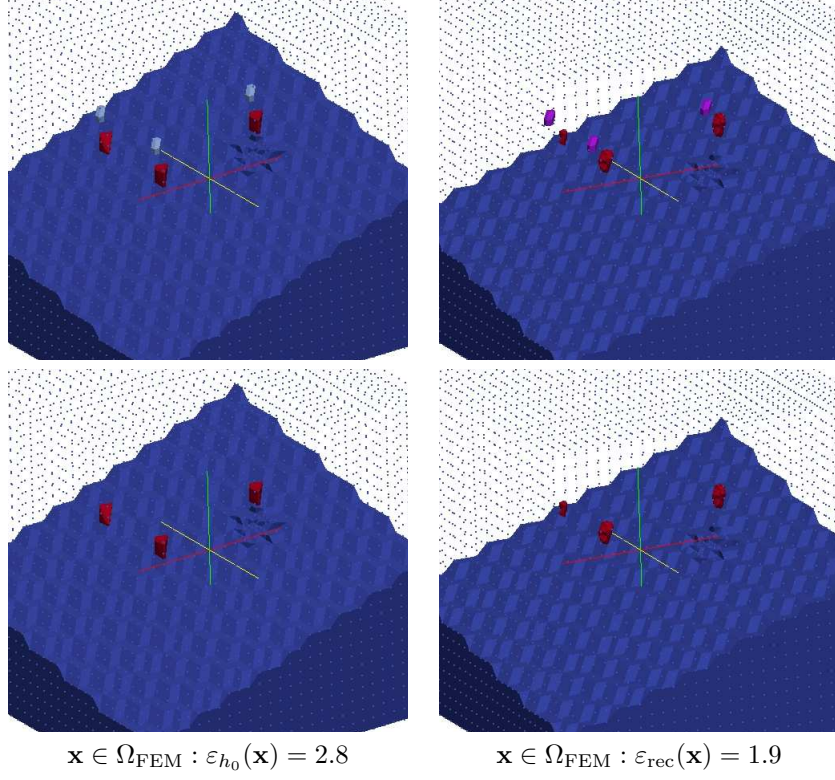 x ∈ Ω_FEM : ε_{h_0}(x) = 2.8
x ∈ Ω_FEM : ε_rec(x) = 1.9